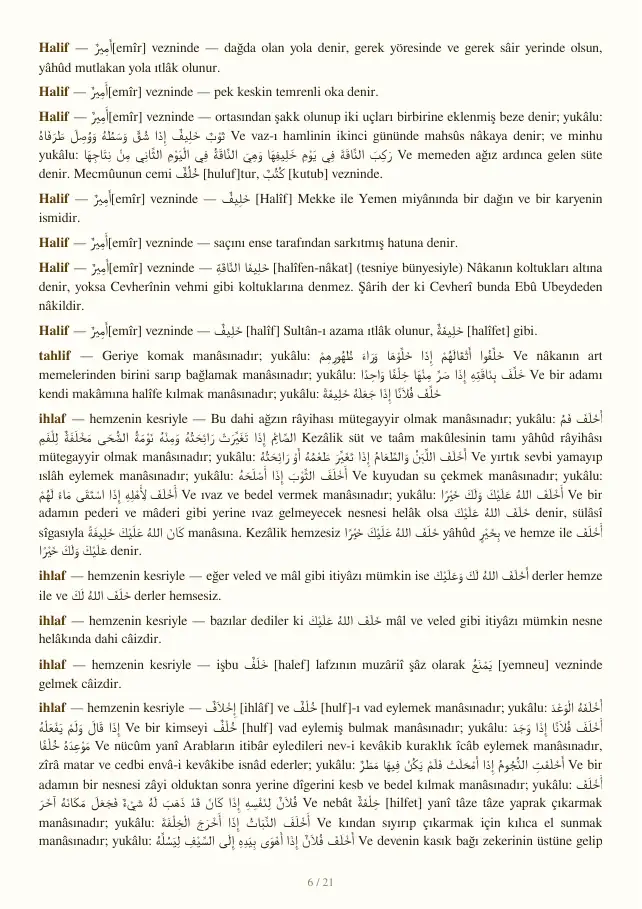 Halif — أَمِيرٌ[emîr] vezninde — dağda olan yola denir, gerek yöresinde ve gerek sâir yerinde olsun,
yâhûd mutlakan yola ıtlâk olunur.
Halif — أَمِيرٌ[emîr] vezninde — pek keskin temrenli oka denir.
Halif — أَمِيرٌ[emîr] vezninde — ortasından şakk olunup iki uçları birbirine eklenmiş beze denir; yukâlu:
ثَوْبٌ خَلِيفٌ إِذَا شُقَّ وَسَطُهُ وَوُصِلَ طَرَفَاهُ Ve vaz-ı hamlinin ikinci gününde mahsûs nâkaya denir; ve minhu
yukâlu: رَكِبَ النَّاقَةَ فِي يَوْمِ خَلِيفِهَا وَهِيَ النَّاقَةُ فِي الْيَوْمِ الثَّانِي مِنْ نِتَاجِهَا Ve memeden ağız ardınca gelen süte
denir. Mecmûunun cemi خُلُفٌ [huluf]tur, كُتُبٌ [kutub] vezninde.
Halif — أَمِيرٌ[emîr] vezninde — خَلِيفٌ [Halîf] Mekke ile Yemen miyânında bir dağın ve bir karyenin
ismidir.
Halif — أَمِيرٌ[emîr] vezninde — saçını ense tarafından sarkıtmış hatuna denir.
Halif — أَمِيرٌ[emîr] vezninde — خَلِيفَا النَّاقَةِ [halîfen-nâkat] (tesniye bünyesiyle) Nâkanın koltukları altına
denir, yoksa Cevherînin vehmi gibi koltuklarına denmez. Şârih der ki Cevherî bunda Ebû Ubeydeden
nâkildir.
Halif — أَمِيرٌ[emîr] vezninde — خَلِيفٌ [halîf] Sultân-ı azama ıtlâk olunur, خَلِيفَةٌ [halîfet] gibi.
tahlif — Geriye komak manâsınadır; yukâlu: خَلَّفُوا أَثْقَالَهُمْ إِذَا خَلَّوْهَا وَرَاءَ ظُهُورِهِمْ Ve nâkanın art
memelerinden birini sarıp bağlamak manâsınadır; yukâlu: خَلَّفَ بِنَاقَتِهِ إِذَا صَرَّ مِنْهَا خِلْفًا وَاحِدًا Ve bir adamı
kendi makâmına halîfe kılmak manâsınadır; yukâlu: خَلَّفَ فُلَانًا إِذَا جَعَلَهُ خَلِيفَةً
ihlaf — hemzenin kesriyle — Bu dahi ağzın râyihası mütegayyir olmak manâsınadır; yukâlu: أَخْلَفَ فَمُ
الصَّائِمِ إِذَا تَغَيَّرَتْ رَائِحَتُهُ وَمِنْهُ نَوْمَةُ الضُّحَى مَخْلَفَةٌ لِلْفَمِ Kezâlik süt ve taâm makûlesinin tamı yâhûd râyihâsı
mütegayyir olmak manâsınadır; yukâlu: أَخْلَفَ اللَّبَنُ وَالطَّعَامُ إِذَا تَغَيَّرَ طَعْمُهُ أَوْ رَائِحَتُهُ Ve yırtık sevbi yamayıp
ıslâh eylemek manâsınadır; yukâlu: أَخْلَفَ الثَّوْبَ إِذَا أَصْلَحَهُ Ve kuyudan su çekmek manâsınadır; yukâlu:
أَخْلَفَ لِأَهْلِهِ إِذَا اسْتَقَى مَاءً لَهُمْ Ve ıvaz ve bedel vermek manâsınadır; yukâlu: أَخْلَفَ اللهُ عَلَيْكَ وَلَكَ خَيْرًا Ve bir
adamın pederi ve mâderi gibi yerine ıvaz gelmeyecek nesnesi helâk olsa خَلَفَ اللهُ عَلَيْكَ denir, sülâsî
sîgasıyla كَانَ اللهُ عَلَيْكَ خَلِيفَةً manâsına. Kezâlik hemzesiz خَلَفَ اللهُ عَلَيْكَ خَيْرًا yâhûd بِخَيْرٍ ve hemze ile أَخْلَفَ
عَلَيْكَ وَلَكَ خَيْرًا denir.
ihlaf — hemzenin kesriyle — eğer veled ve mâl gibi itiyâzı mümkin ise أَخْلَفَ اللهُ لَكَ وَعَلَيْكَ derler hemze
ile ve خَلَفَ اللهُ لَكَ derler hemsesiz.
ihlaf — hemzenin kesriyle — bazılar dediler ki خَلَفَ اللهُ عَلَيْكَ mâl ve veled gibi itiyâzı mümkin nesne
helâkında dahi câizdir.
ihlaf — hemzenin kesriyle — işbu خَلَفٌ [halef] lafzının muzâriî şâz olarak يَمْنَعُ [yemneu] vezninde
gelmek câizdir.
ihlaf — hemzenin kesriyle — إِخْلَافٌ [ihlâf] ve خُلْفٌ [hulf]-ı vad eylemek manâsınadır; yukâlu: أَخْلَفَهُ الْوَعْدَ
إِذَا قَالَ وَلَمْ يَفْعَلْهُ Ve bir kimseyi خُلْفٌ [hulf] vad eylemiş bulmak manâsınadır; yukâlu: أَخْلَفَ فُلَانًا إِذَا وَجَدَ
مَوْعِدَهُ خُلْفًا Ve nücûm yanî Arabların itibâr eyledileri nev-i kevâkib kuraklık îcâb eylemek manâsınadır,
zîrâ matar ve cedbi envâ-i kevâkibe isnâd ederler; yukâlu: أَخْلَفَتِ النُّجُومُ إِذَا أَمْحَلَتْ فَلَمْ يَكُنْ فِيهَا مَطَرٌ Ve bir
adamın bir nesnesi zâyi olduktan sonra yerine dîgerini kesb ve bedel kılmak manâsınadır; yukâlu: أَخْلَفَ
فُلَانٌ لِنَفْسِهِ إِذَا كَانَ قَدْ ذَهَبَ لَهُ شَيْءٌ فَجَعَلَ مَكَانَهُ آخَرَ Ve nebât خِلْفَةٌ [hilfet] yanî tâze tâze yaprak çıkarmak
manâsınadır; yukâlu: أَخْلَفَ النَّبَاتُ إِذَا أَخْرَجَ الْخِلْفَةَ Ve kından sıyırıp çıkarmak için kılıca el sunmak
manâsınadır; yukâlu: أَخْلَفَ فُلَانٌ إِذَا أَهْوَى بِيَدِهِ إِلَى السَّيْفِ لِيَسُلَّهُ Ve devenin kasık bağı zekerinin üstüne gelip
6 / 21